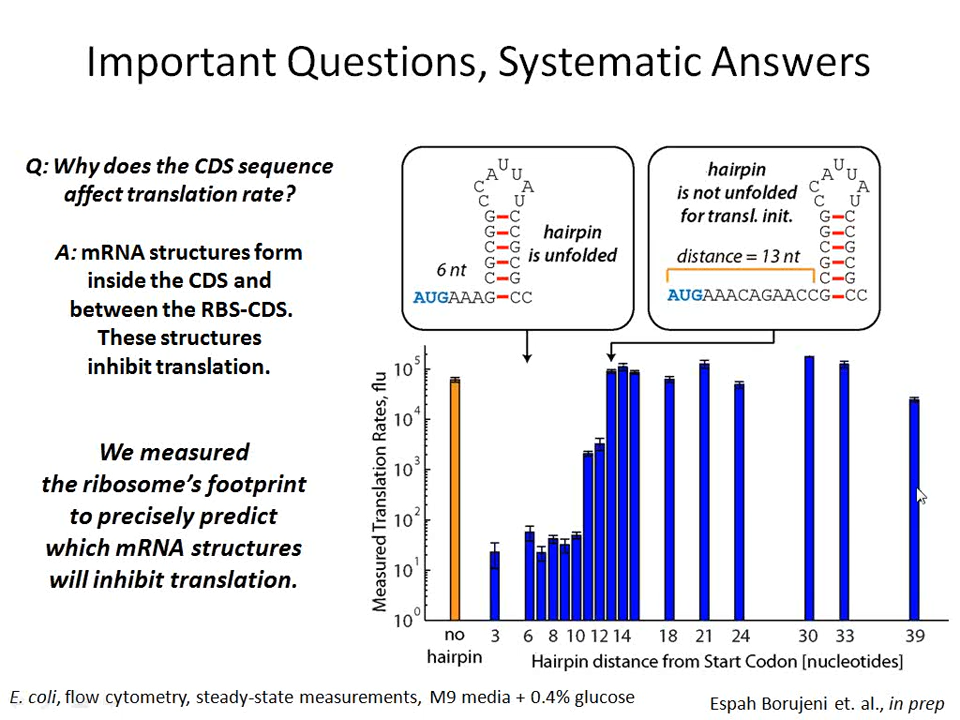 Important Questions, Systematic Answers
Q: Why does the CDS sequence
affect translation rate?
A: mRNA structures form
inside the CDS and
between the RBS-CDS.
These structures
inhibit translation.
We measured
the ribosome's footprint
to precisely predict
which mRNA structures
will inhibit translation.
U
A U
C A
C U
G C
G C
C G
C G
C G
hairpin
is unfolded
6 nt
AUGAAAG CC
hairpin
is not unfolded
for transl. init.
U
A U
C A
C U
G C
G C
C G
C G
C G
distance = 13 nt
AUGAAACAGAACCG CC
Measured Translation Rates, flu
10^5
10^4
10^3
10^2
10^1
10^0
no
hairpin
3 6 8 10 12 14 18 21 24 30 33 39
Hairpin distance from Start Codon [nucleotides]
E. coli, flow cytometry, steady-state measurements, M9 media + 0.4% glucose
Espah Borujeni et. al., in prep